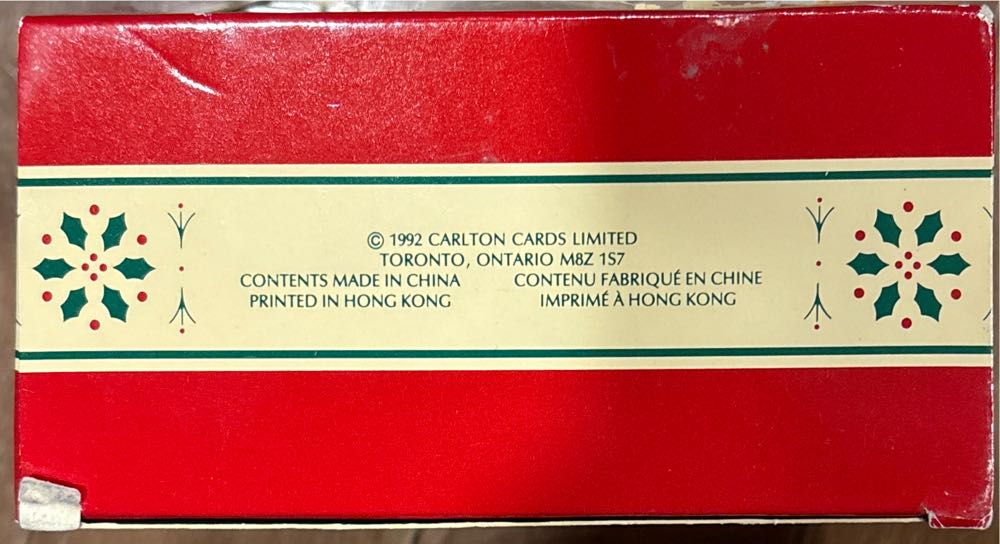 © 1992 CARLTON CARDS LIMITED
TORONTO, ONTARIO M8Z 1S7
CONTENTS MADE IN CHINA CONTENU FABRIQUÉ EN CHINE
PRINTED IN HONG KONG IMPRIMÉ À HONG KONG